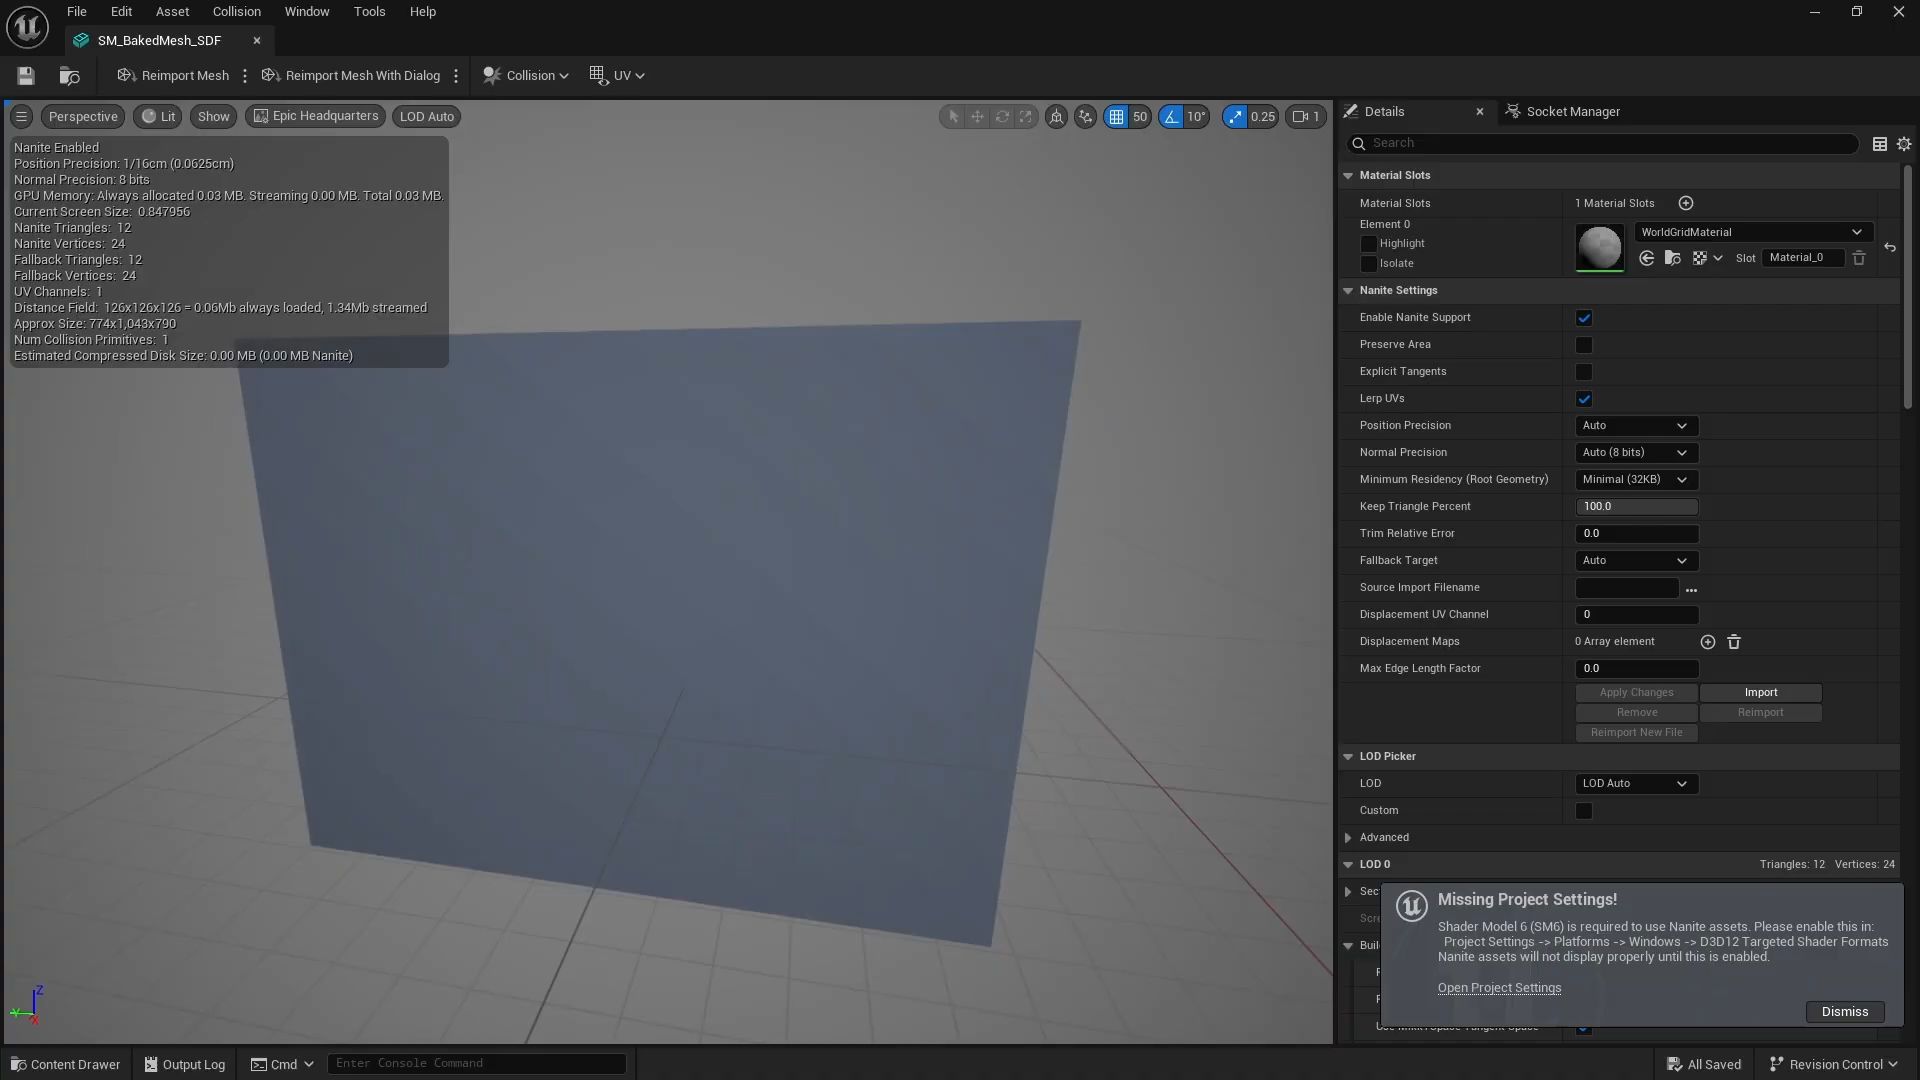 File Edit Asset Collision Window Tools Help
SM_BakedMesh_SDF
Reimport Mesh
Reimport Mesh With Dialog
Collision
UV
Perspective
Lit
Show
Epic Headquarters
LOD Auto
50
10°
0.25
1
Nanite Enabled
Position Precision: 1/16cm (0.0625cm)
Normal Precision: 8 bits
GPU Memory: Always allocated 0.03 MB. Streaming 0.00 MB. Total 0.03 MB.
Current Screen Size: 0.847956
Nanite Triangles: 12
Nanite Vertices: 24
Fallback Triangles: 12
Fallback Vertices: 24
UV Channels: 1
Distance Field: 126x126x126 = 0.06Mb always loaded, 1.34Mb streamed
Approx Size: 774x1,043x790
Num Collision Primitives: 1
Estimated Compressed Disk Size: 0.00 MB (0.00 MB Nanite)
Z
Y
X
Details
Socket Manager
Search
Material Slots
Material Slots 1 Material Slots
Element 0
Highlight
Isolate
WorldGridMaterial
Slot Material_0
Nanite Settings
Enable Nanite Support
Preserve Area
Explicit Tangents
Lerp UVs
Position Precision Auto
Normal Precision Auto (8 bits)
Minimum Residency (Root Geometry) Minimal (32KB)
Keep Triangle Percent 100.0
Trim Relative Error 0.0
Fallback Target Auto
Source Import Filename
Displacement UV Channel 0
Displacement Maps 0 Array element
Max Edge Length Factor 0.0
Apply Changes Import
Remove Reimport
Reimport New File
LOD Picker
LOD LOD Auto
Custom
Advanced
LOD 0 Triangles: 12 Vertices: 24
Missing Project Settings!
Shader Model 6 (SM6) is required to use Nanite assets. Please enable this in:
Project Settings -> Platforms -> Windows -> D3D12 Targeted Shader Formats
Nanite assets will not display properly until this is enabled.
Open Project Settings
Dismiss
Content Drawer
Output Log
Cmd
Enter Console Command
All Saved
Revision Control